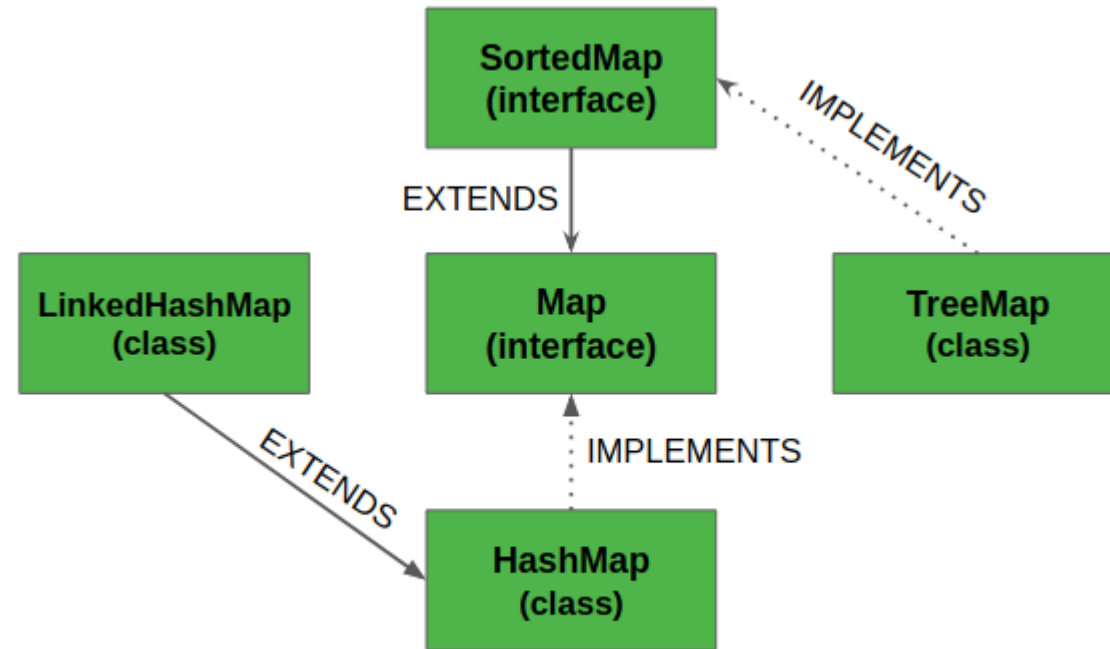 SortedMap
(interface)
IMPLEMENTS
EXTENDS
LinkedHashMap
(class)
Map
(interface)
TreeMap
(class)
EXTENDS
IMPLEMENTS
HashMap
(class)